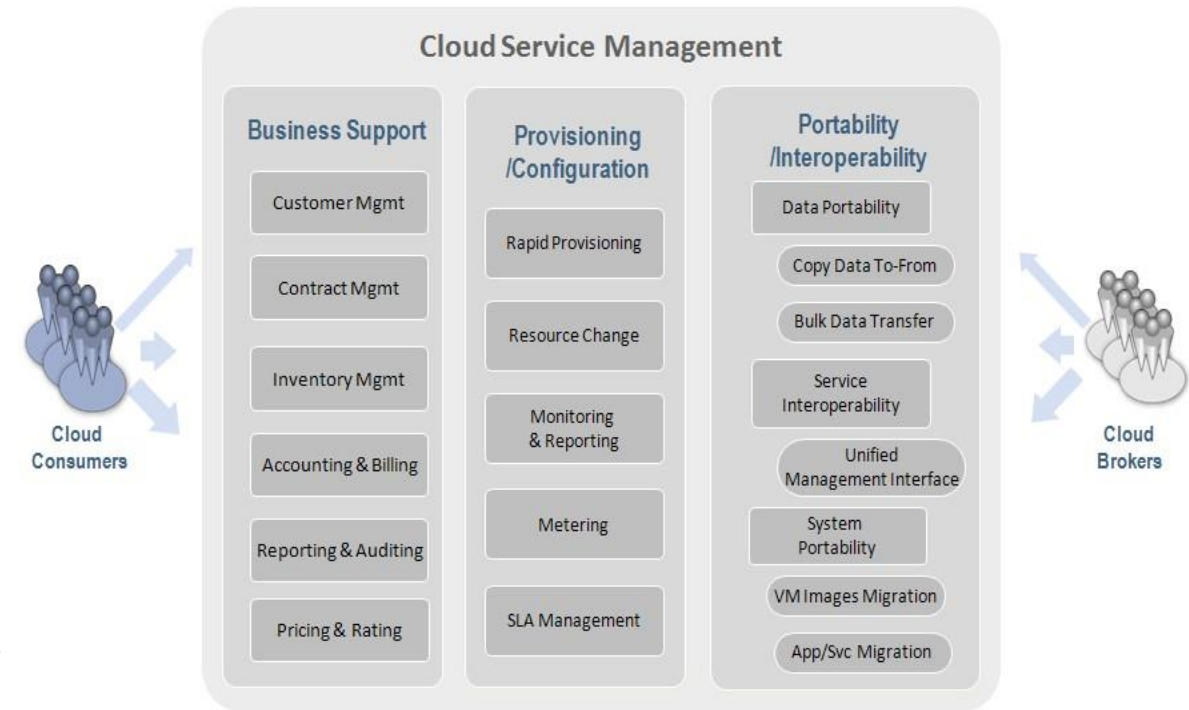 Cloud Service Management
Business Support
Customer Mgmt
Contract Mgmt
Inventory Mgmt
Accounting & Billing
Reporting & Auditing
Pricing & Rating
Provisioning
/Configuration
Rapid Provisioning
Resource Change
Monitoring
& Reporting
Metering
SLA Management
Portability
/Interoperability
Data Portability
Copy Data To-From
Bulk Data Transfer
Service
Interoperability
Unified
Management Interface
System
Portability
VM Images Migration
App/Svc Migration
Cloud
Consumers
Cloud
Brokers